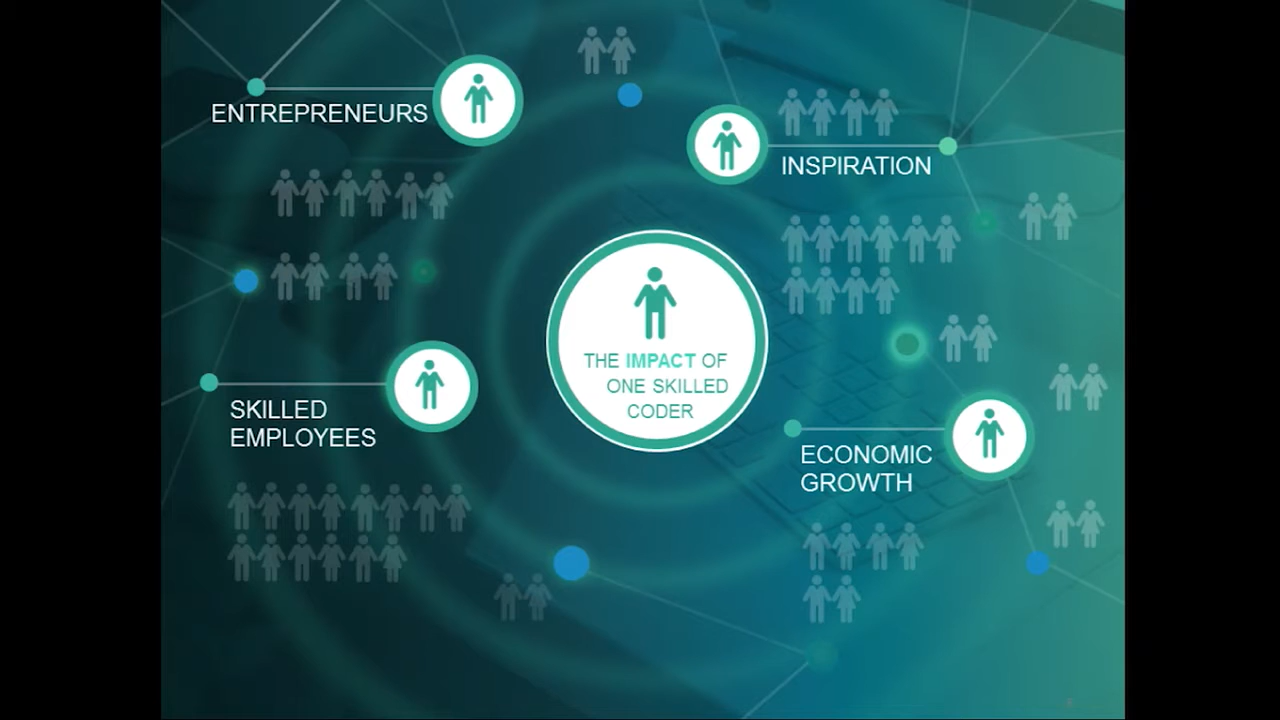 ENTREPRENEURS
INSPIRATION
THE IMPACT OF
ONE SKILLED
CODER
SKILLED
EMPLOYEES
ECONOMIC
GROWTH